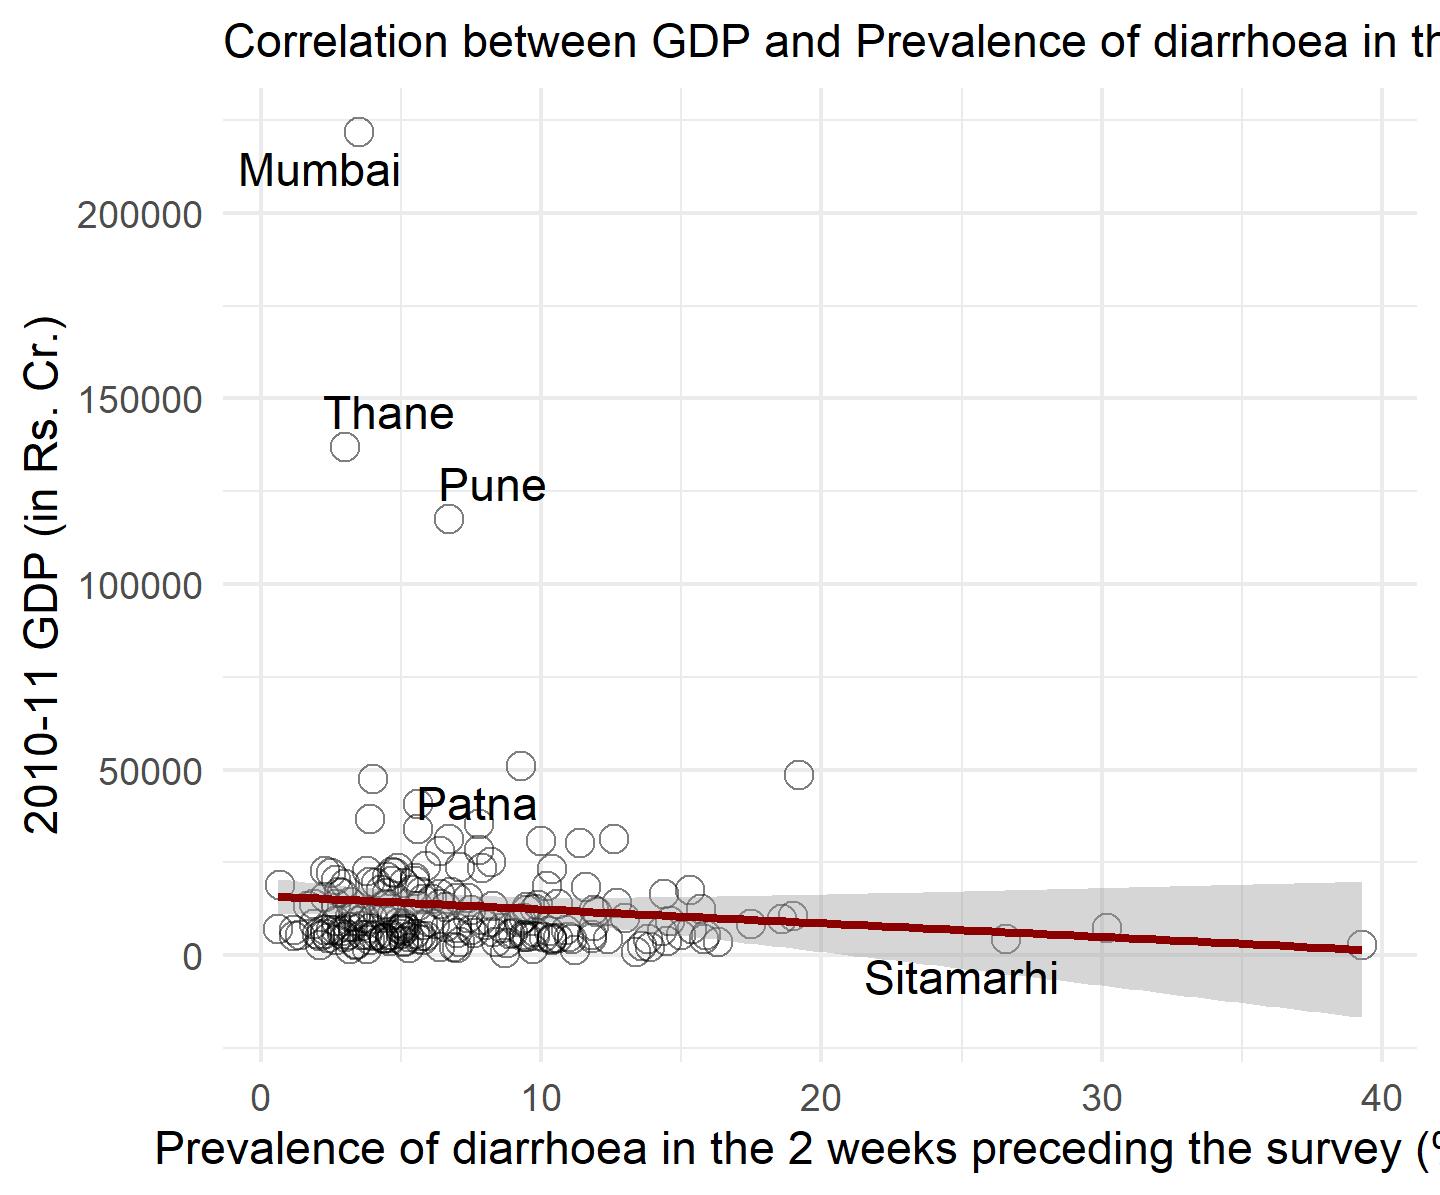 Correlation between GDP and Prevalence of diarrhoea in th
Mumbai
200000
Thane
150000
Pune
100000
2010-11 GDP (in Rs. Cr.)
50000
Patna
0
Sitamarhi
0 10 20 30 40
Prevalence of diarrhoea in the 2 weeks preceding the survey (%